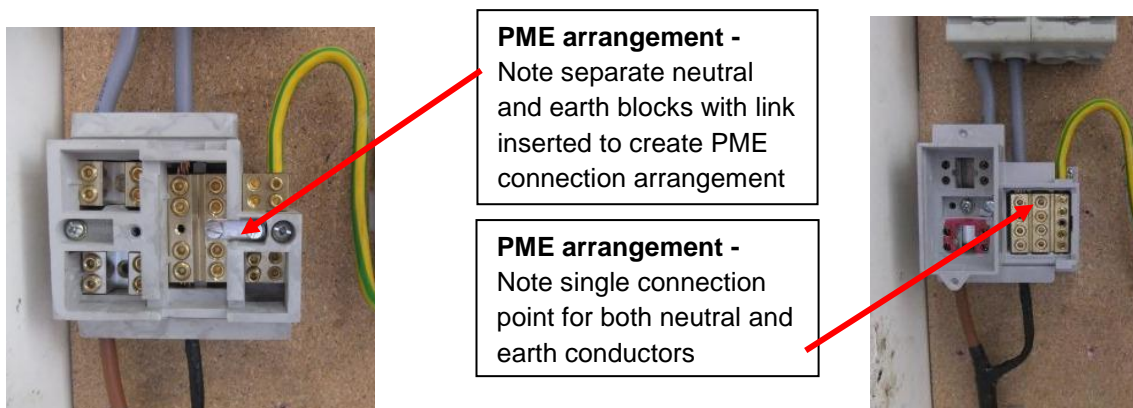 PME arrangement -
Note separate neutral
and earth blocks with link
inserted to create PME
connection arrangement
PME arrangement -
Note single connection
point for both neutral and
earth conductors